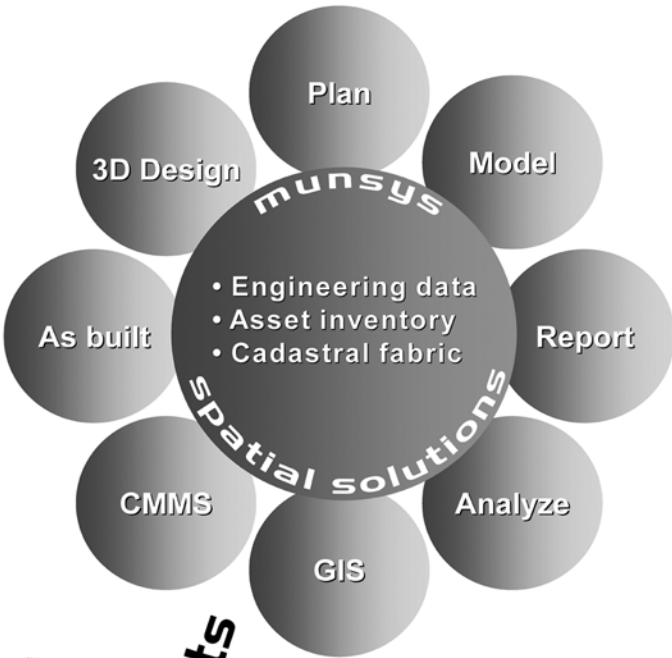 Plan
3D Design
Model
munsys
• Engineering data
• Asset inventory
• Cadastral fabric
As built
Report
spatial solutions
CMMS
Analyze
GIS